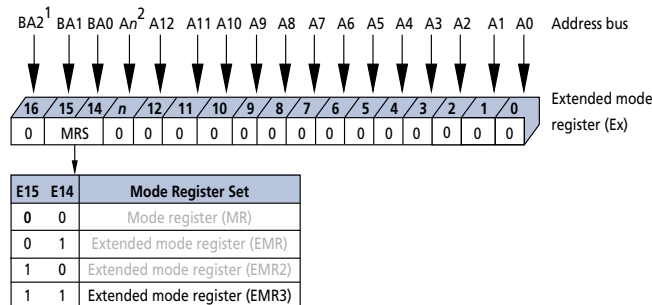 BA2¹ BA1 BA0 An² A12 A11 A10 A9 A8 A7 A6 A5 A4 A3 A2 A1 A0 Address bus
16 15 14 n 12 11 10 9 8 7 6 5 4 3 2 1 0 Extended mode
register (Ex)
0 MRS 0 0 0 0 0 0 0 0 0 0 0 0 0 0
E15 E14 Mode Register Set
0 0 Mode register (MR)
0 1 Extended mode register (EMR)
1 0 Extended mode register (EMR2)
1 1 Extended mode register (EMR3)